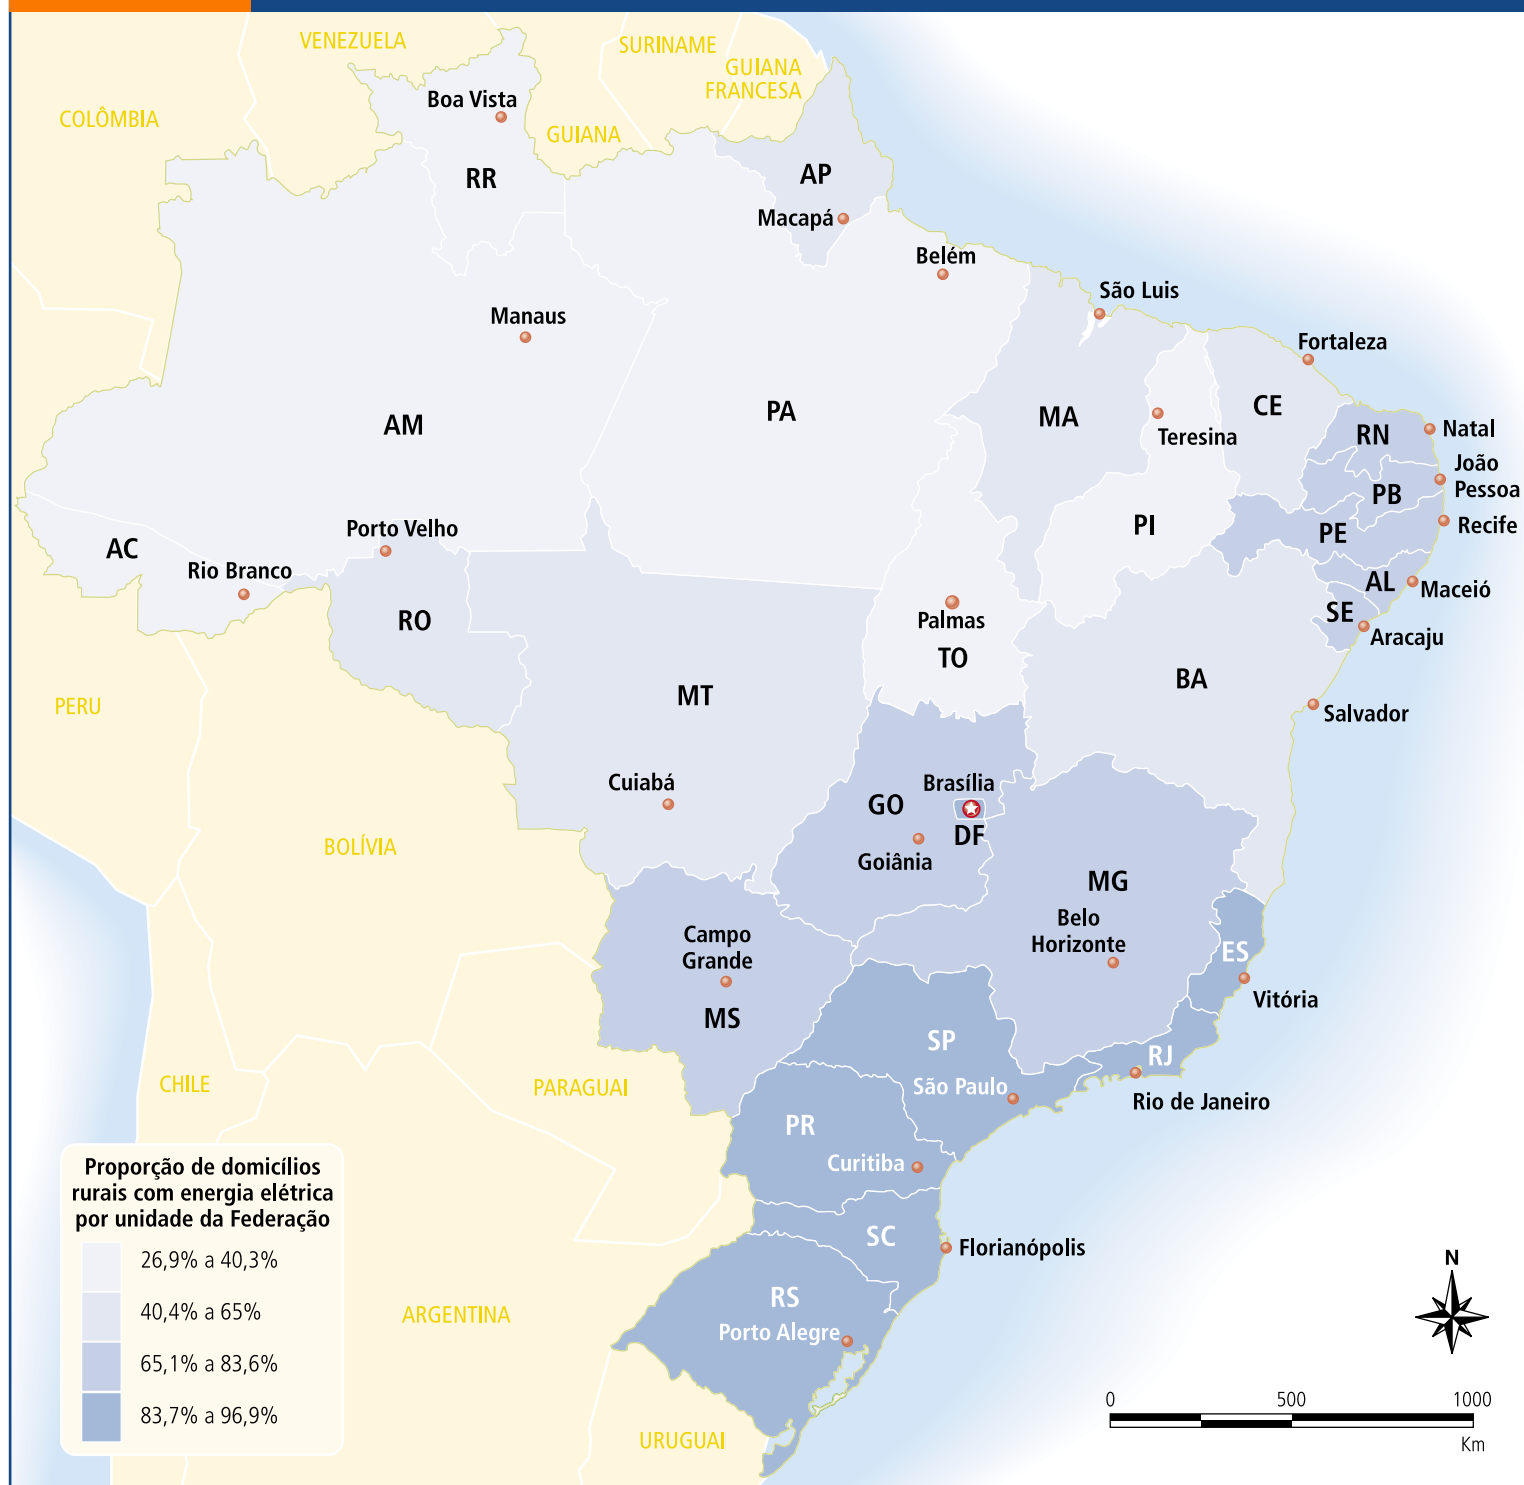 VENEZUELA
SURINAME
GUIANA
FRANCESA
COLÔMBIA
Boa Vista
GUIANA
RR
AP
Macapá
Belém
São Luis
Manaus
Fortaleza
AM
PA
MA
CE
Teresina
RN
Natal
João
Pessoa
PB
PI
PE
Recife
AC
Porto Velho
Rio Branco
RO
AL
Maceió
SE
Aracaju
Palmas
TO
BA
MT
PERU
Salvador
Cuiabá
Brasília
GO
DF
Goiânia
BOLÍVIA
MG
Belo
Horizonte
Campo
Grande
ES
Vitória
MS
SP
RJ
CHILE
PARAGUAI
São Paulo
Rio de Janeiro
PR
Curitiba
SC
Florianópolis
RS
Porto Alegre
ARGENTINA
URUGUAI
Proporção de domicílios
rurais com energia elétrica
por unidade da Federação
26,9% a 40,3%
40,4% a 65%
65,1% a 83,6%
83,7% a 96,9%
N
0 500 1000
Km